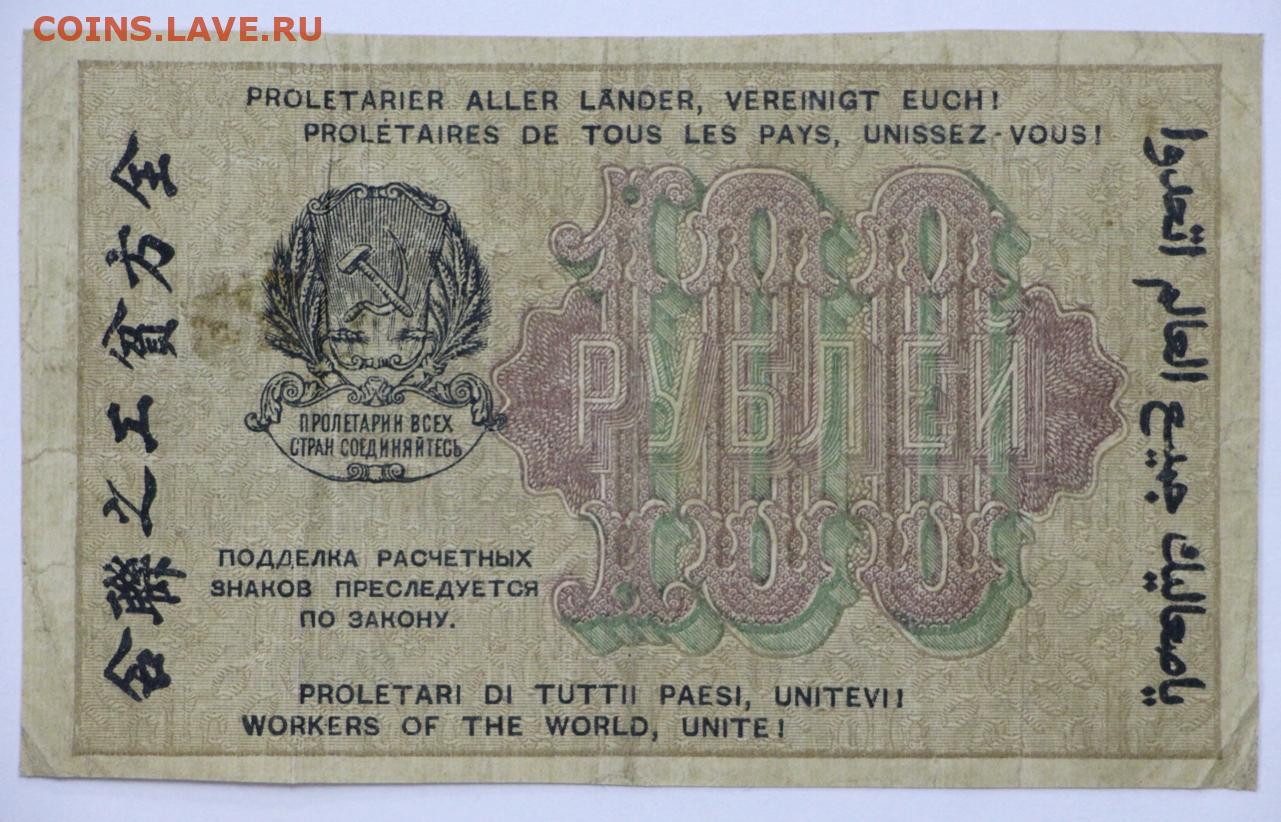 COINS.LAVE.RU
PROLETARIER ALLER LÄNDER, VEREINIGT EUCH!
PROLÉTAIRES DE TOUS LES PAYS, UNISSEZ-VOUS!
全方貧工之聯合
ПРОЛЕТАРИИ ВСЕХ
СТРАН СОЕДИНЯЙТЕСЬ
100
РУБЛЕЙ
ياصعاليك جميع العالم اتحدوا
ПОДДЕЛКА РАСЧЕТНЫХ
ЗНАКОВ ПРЕСЛЕДУЕТСЯ
ПО ЗАКОНУ.
PROLETARI DI TUTTII PAESI, UNITEVI!
WORKERS OF THE WORLD, UNITE!